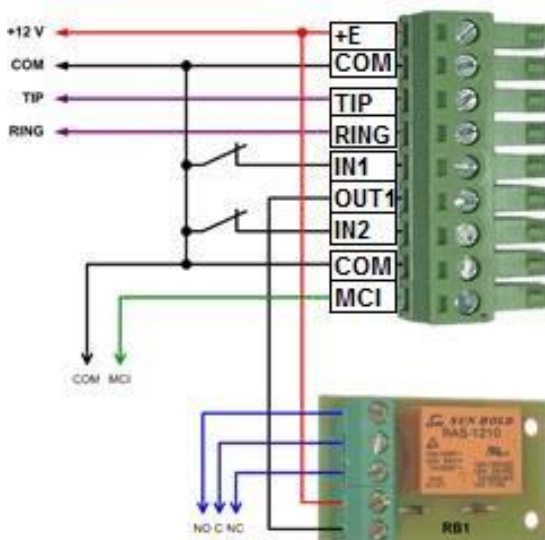 +12 V
+E
COM
COM
TIP
TIP
RING
RING
IN1
OUT1
IN2
COM
MCI
COM MCI
SUN HOLD
RAS-1210
NO C NC
RB1